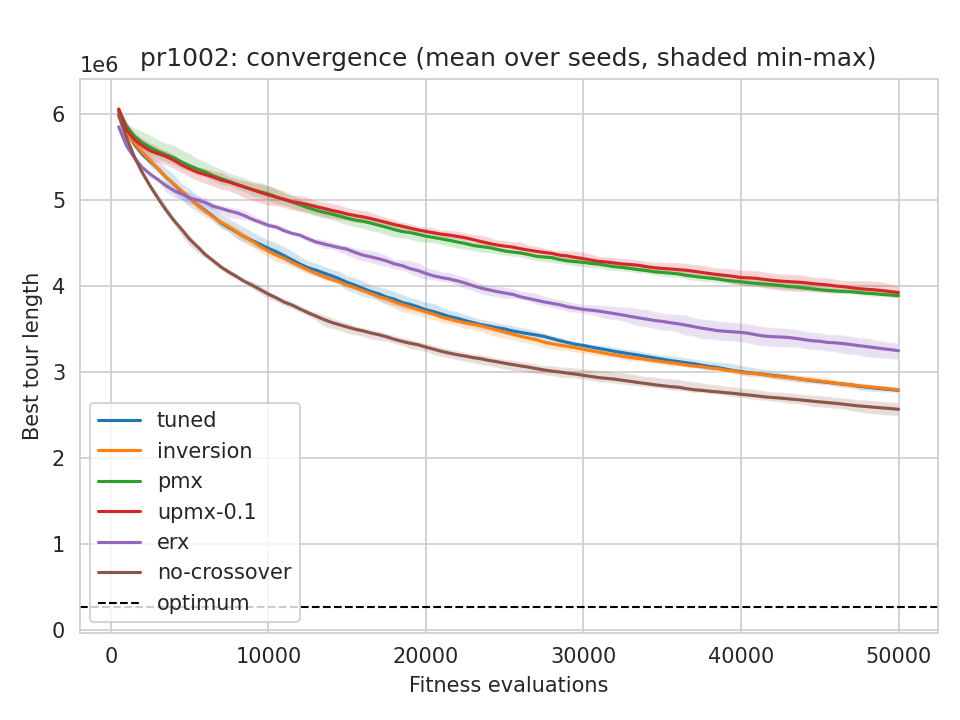 pr1002: convergence (mean over seeds, shaded min-max)
1e6
6
5
4
3
2
1
0
Best tour length
tuned
inversion
pmx
upmx-0.1
erx
no-crossover
optimum
0 10000 20000 30000 40000 50000
Fitness evaluations